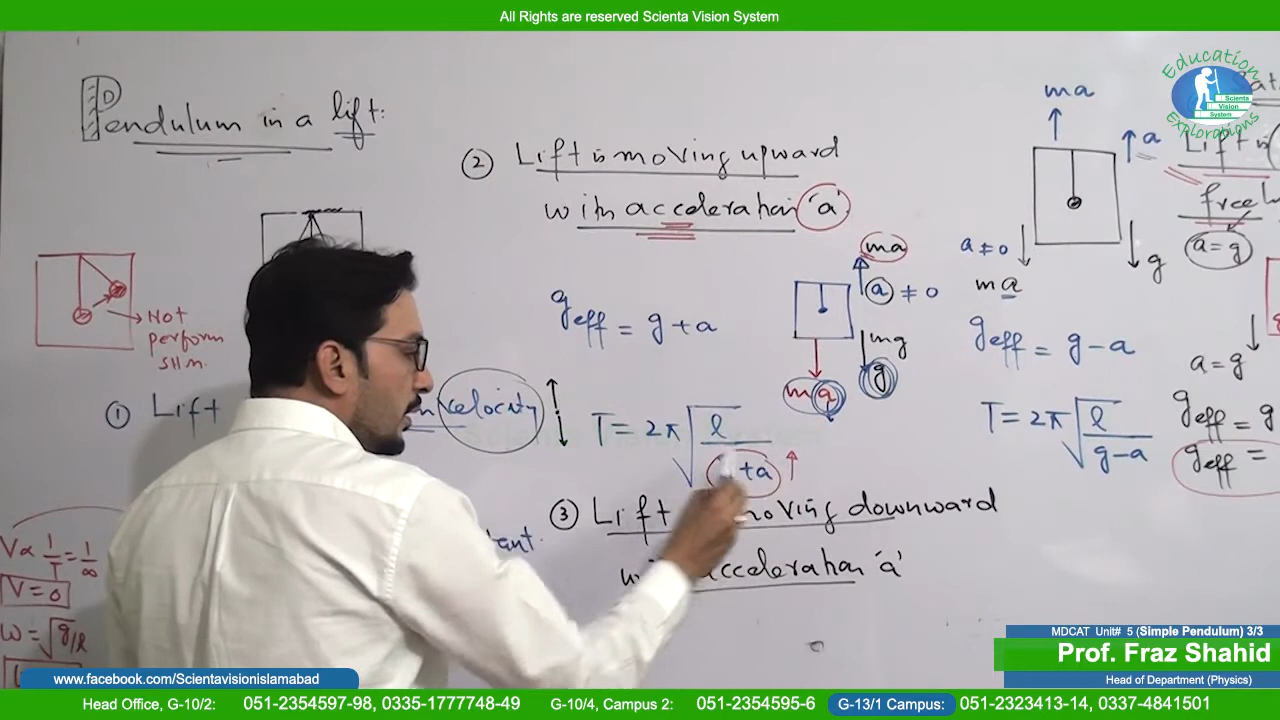 All Rights are reserved Scienta Vision System
Pendulum in a lift:
Not
perform
SHM.
① Lift
velocity
tant.
V ∝ 1/T = 1/∞
V = 0
ω = √g/l
② Lift is moving upward
with acceleration 'a'
geff = g + a
T = 2π √l/ +a ↑
ma
a ≠ 0
mg
g
ma
③ Lift moving downward
acceleration 'a'
ma
a
g
a ≠ 0
ma
geff = g - a
T = 2π √l/g-a
Education
Scienta
Vision
System
Explorations
Lift is
free
a = g
a = g
geff = g
geff =
MDCAT Unit# 5 (Simple Pendulum) 3/3
Prof. Fraz Shahid
Head of Department (Physics)
www.facebook.com/Scientavisionislamabad
Head Office, G-10/2: 051-2354597-98, 0335-1777748-49 G-10/4, Campus 2: 051-2354595-6 G-13/1 Campus: 051-2323413-14, 0337-4841501